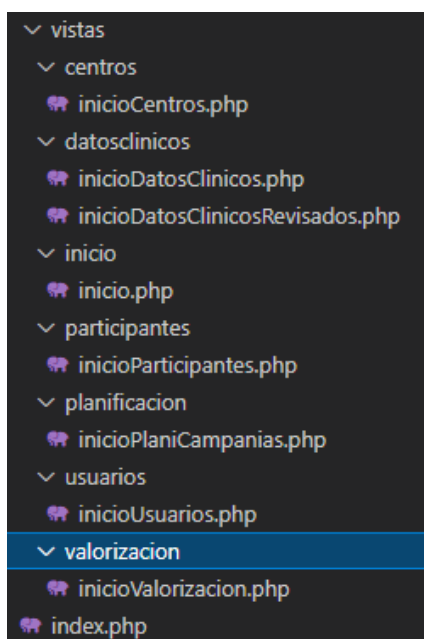 vistas
centros
inicioCentros.php
datosclinicos
inicioDatosClinicos.php
inicioDatosClinicosRevisados.php
inicio
inicio.php
participantes
inicioParticipantes.php
planificacion
inicioPlaniCampanias.php
usuarios
inicioUsuarios.php
valorizacion
inicioValorizacion.php
index.php